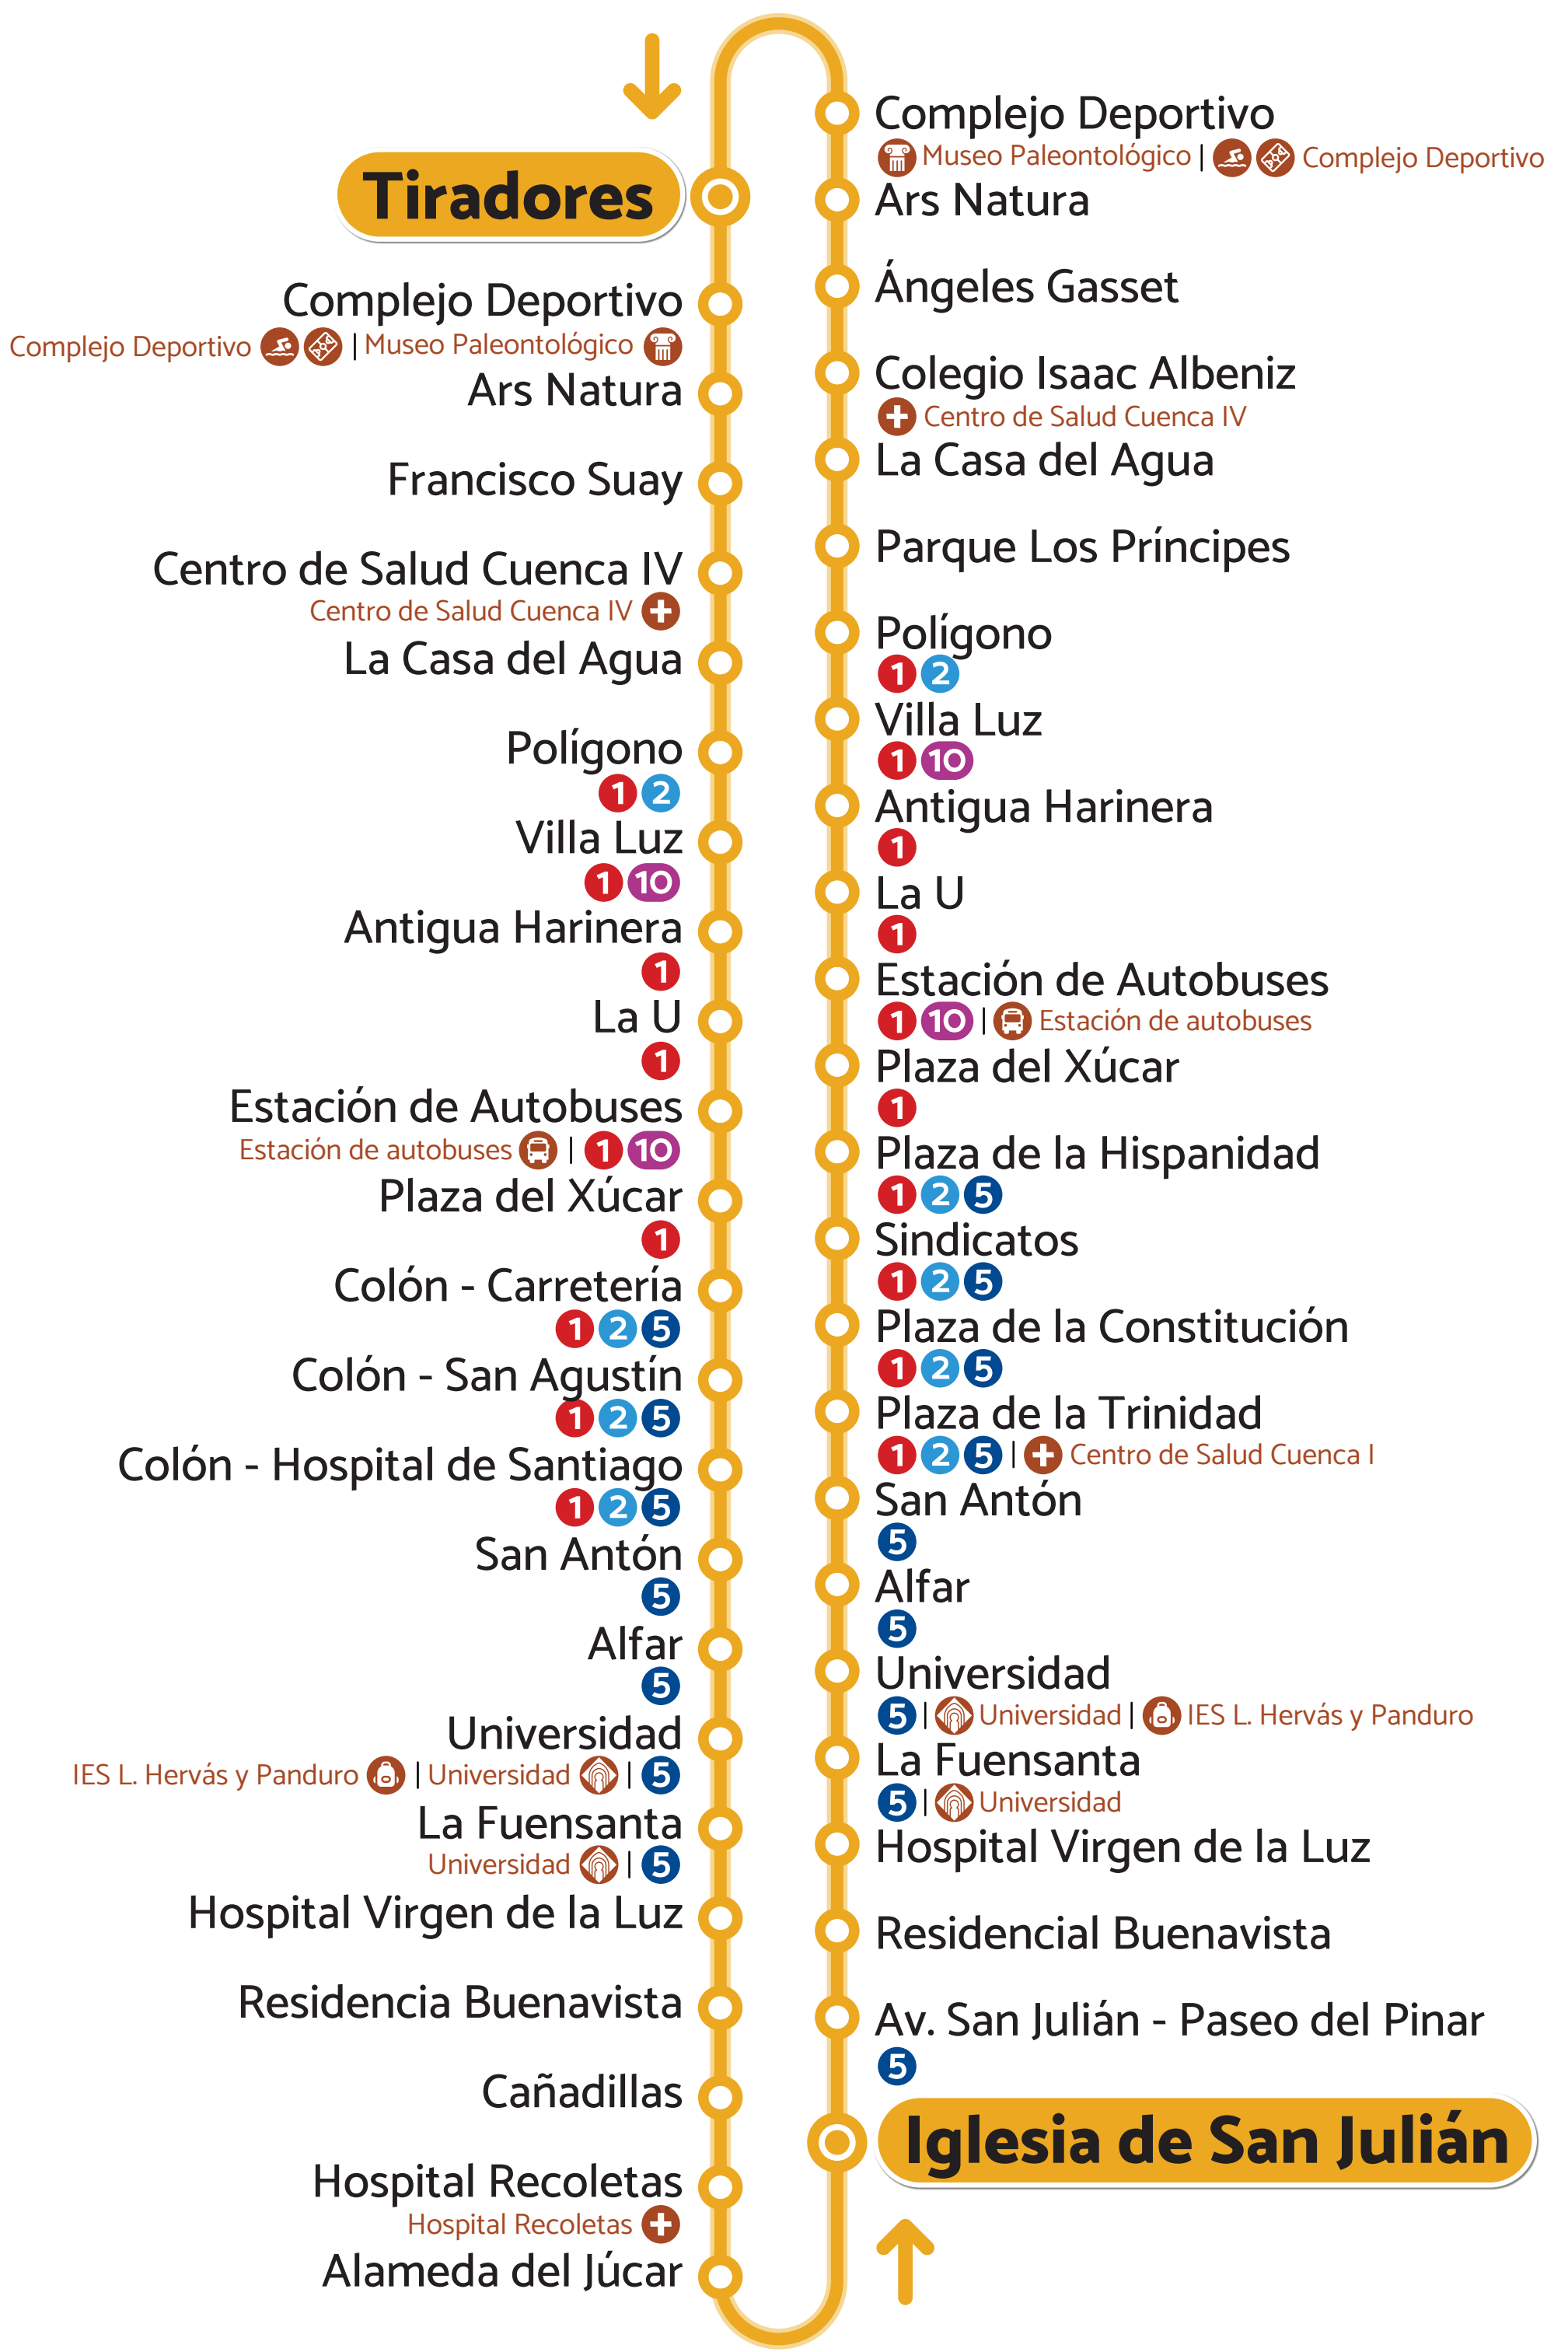 Tiradores
Complejo Deportivo
Complejo Deportivo | Museo Paleontológico
Ars Natura
Francisco Suay
Centro de Salud Cuenca IV
Centro de Salud Cuenca IV
La Casa del Agua
Polígono
1 2
Villa Luz
1 10
Antigua Harinera
1
La U
1
Estación de Autobuses
Estación de autobuses | 1 10
Plaza del Xúcar
1
Colón - Carretería
1 2 5
Colón - San Agustín
1 2 5
Colón - Hospital de Santiago
1 2 5
San Antón
5
Alfar
5
Universidad
IES L. Hervás y Panduro | Universidad | 5
La Fuensanta
Universidad | 5
Hospital Virgen de la Luz
Residencia Buenavista
Cañadillas
Hospital Recoletas
Hospital Recoletas
Alameda del Júcar
Complejo Deportivo
Museo Paleontológico | Complejo Deportivo
Ars Natura
Ángeles Gasset
Colegio Isaac Albeniz
Centro de Salud Cuenca IV
La Casa del Agua
Parque Los Príncipes
Polígono
1 2
Villa Luz
1 10
Antigua Harinera
1
La U
1
Estación de Autobuses
1 10 | Estación de autobuses
Plaza del Xúcar
1
Plaza de la Hispanidad
1 2 5
Sindicatos
1 2 5
Plaza de la Constitución
1 2 5
Plaza de la Trinidad
1 2 5 | Centro de Salud Cuenca I
San Antón
5
Alfar
5
Universidad
5 | Universidad | IES L. Hervás y Panduro
La Fuensanta
5 | Universidad
Hospital Virgen de la Luz
Residencial Buenavista
Av. San Julián - Paseo del Pinar
5
Iglesia de San Julián